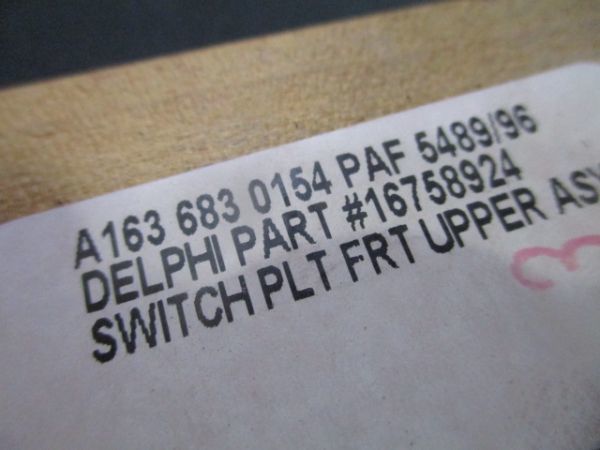 A163 683 0154 PAF 5489/96
DELPHI PART #16758924
SWITCH PLT FRT UPPER ASY